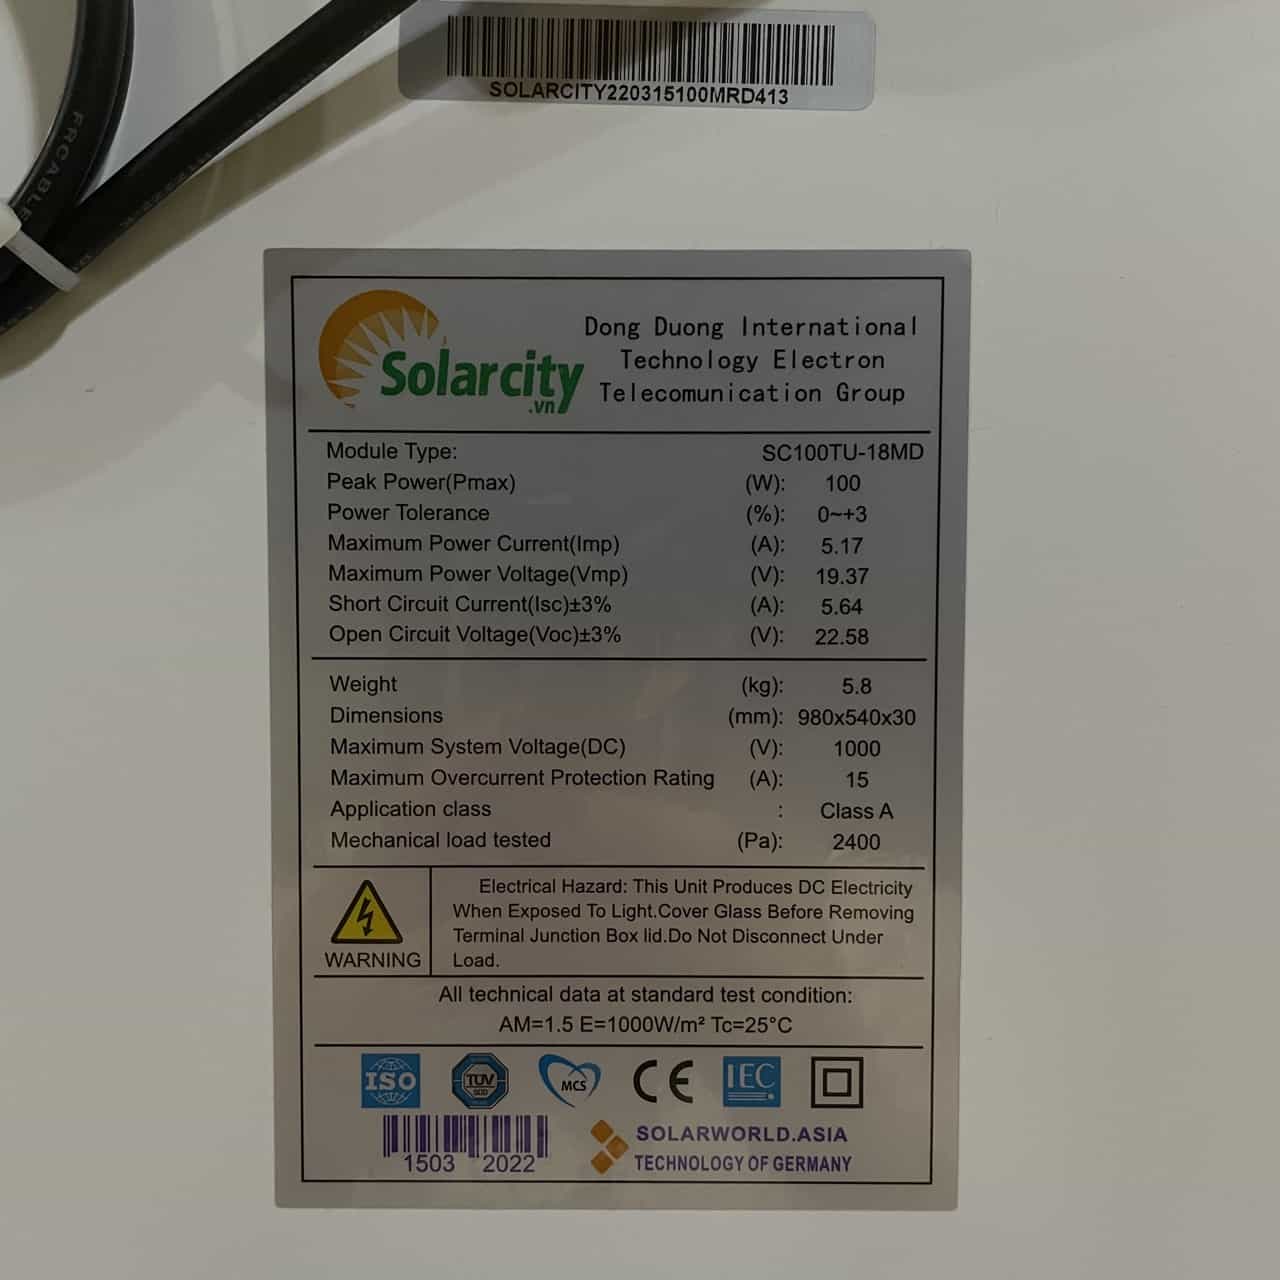 SOLARCITY220315100MRD413
FRCABLE
Solarcity
.vn
Dong Duong International
Technology Electron
Telecomunication Group
Module Type: SC100TU-18MD
Peak Power(Pmax) (W): 100
Power Tolerance (%): 0~+3
Maximum Power Current(Imp) (A): 5.17
Maximum Power Voltage(Vmp) (V): 19.37
Short Circuit Current(Isc)±3% (A): 5.64
Open Circuit Voltage(Voc)±3% (V): 22.58
Weight (kg): 5.8
Dimensions (mm): 980x540x30
Maximum System Voltage(DC) (V): 1000
Maximum Overcurrent Protection Rating (A): 15
Application class : Class A
Mechanical load tested (Pa): 2400
WARNING
Electrical Hazard: This Unit Produces DC Electricity
When Exposed To Light.Cover Glass Before Removing
Terminal Junction Box lid.Do Not Disconnect Under
Load.
All technical data at standard test condition:
AM=1.5 E=1000W/m² Tc=25°C
ISO TUV MCS CE IEC
1503 2022
SOLARWORLD.ASIA
TECHNOLOGY OF GERMANY